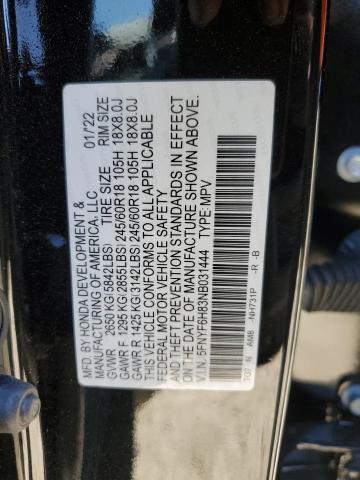 MFD BY HONDA DEVELOPMENT &
MANUFACTURING OF AMERICA, LLC 01/22
GVWR 2650 KG(5842LBS) TIRE SIZE RIM SIZE
GAWR F 1295 KG(2855LBS) 245/60R18 105H 18X8.0J
GAWR R 1425 KG(3142LBS) 245/60R18 105H 18X8.0J
THIS VEHICLE CONFORMS TO ALL APPLICABLE
FEDERAL MOTOR VEHICLE SAFETY
AND THEFT PREVENTION STANDARDS IN EFFECT
ON THE DATE OF MANUFACTURE SHOWN ABOVE.
V.I.N. 5FNYF6H83NB031444 TYPE: MPV
TG7 N AM8 NH731P -R -B